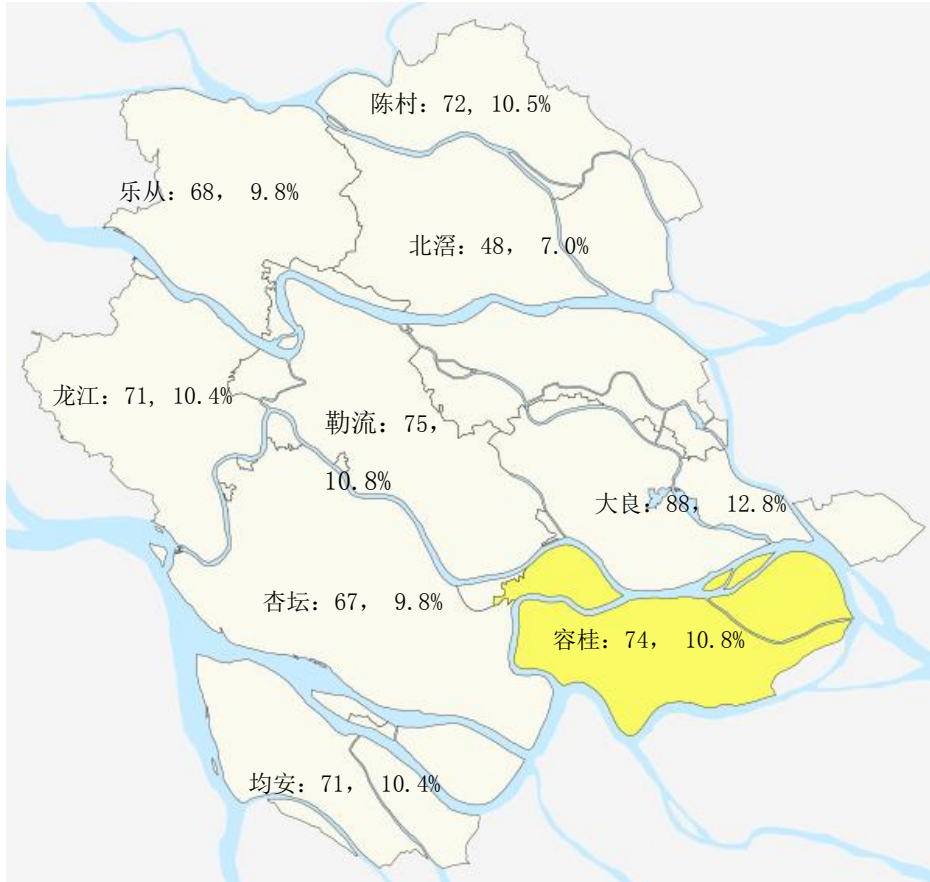 陈村：72, 10.5%
乐从：68， 9.8%
北滘：48， 7.0%
龙江：71, 10.4%
勒流：75，
10.8%
大良：88， 12.8%
杏坛：67， 9.8%
容桂：74， 10.8%
均安：71， 10.4%